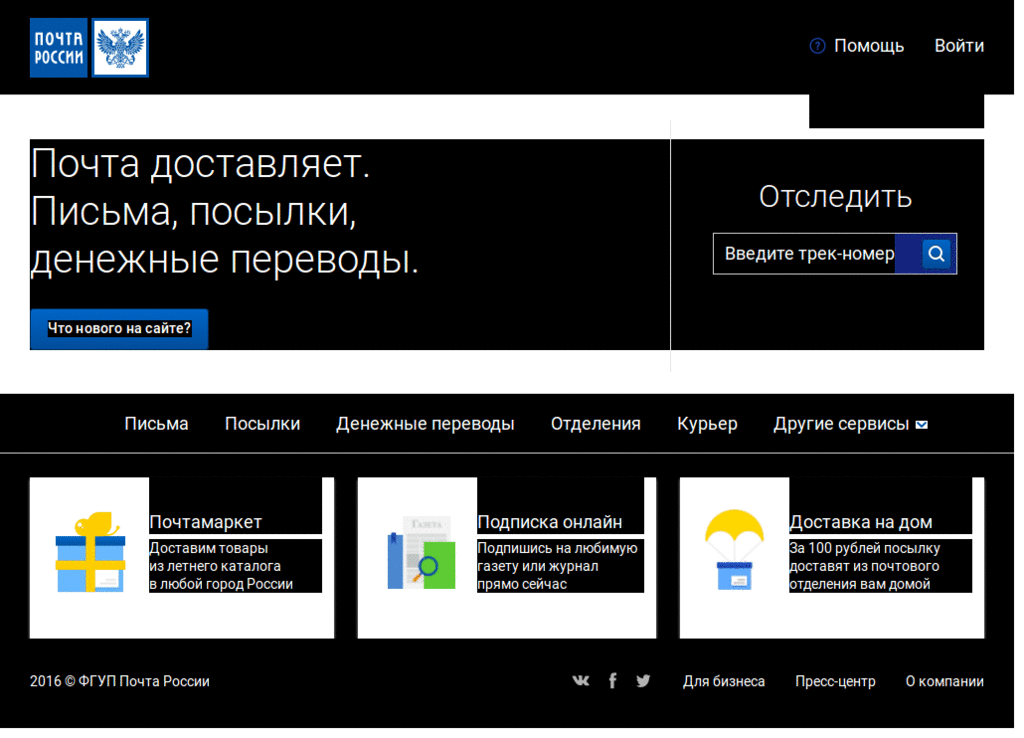 ПОЧТА
РОССИИ
Помощь
Войти
Почта доставляет.
Письма, посылки,
денежные переводы.
Что нового на сайте?
Отследить
Введите трек-номер
Письма
Посылки
Денежные переводы
Отделения
Курьер
Другие сервисы
Почтамаркет
Доставим товары
из летнего каталога
в любой город России
Газета
Подписка онлайн
Подпишись на любимую
газету или журнал
прямо сейчас
Доставка на дом
За 100 рублей посылку
доставят из почтового
отделения вам домой
2016 © ФГУП Почта России
Для бизнеса
Пресс-центр
О компании